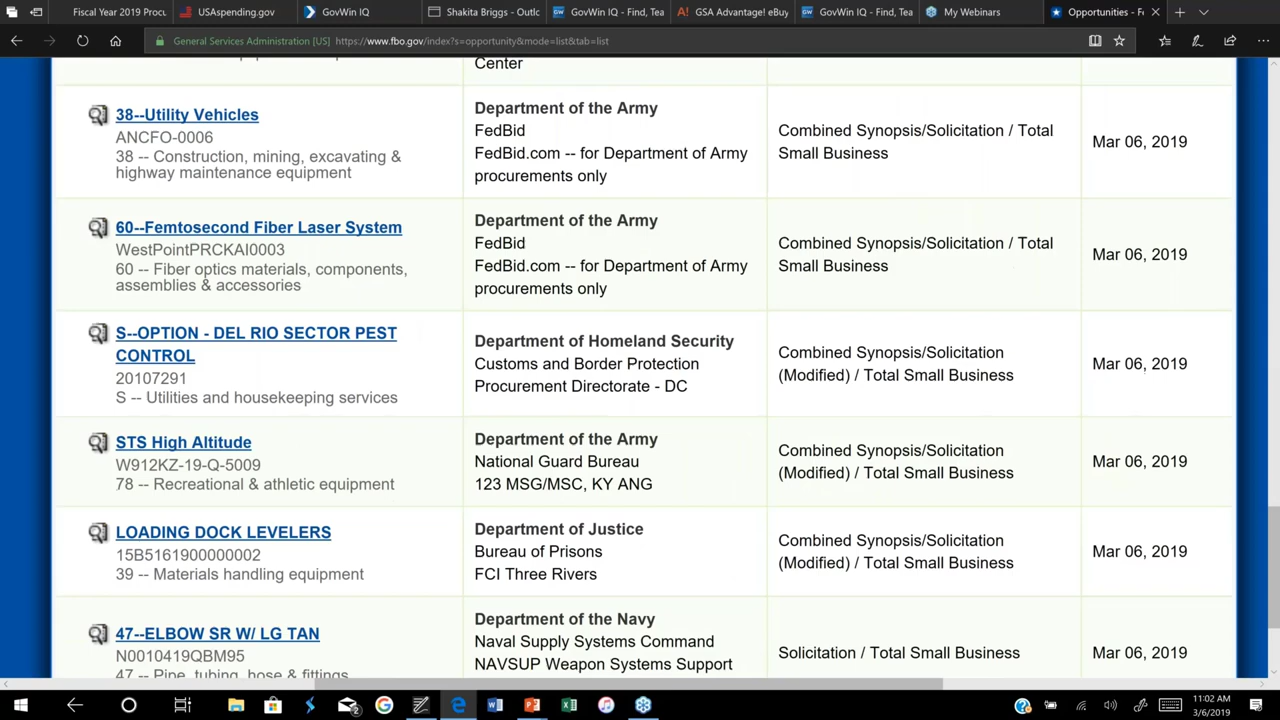 Fiscal Year 2019 Procu
USAspending.gov
GovWin IQ
Shakita Briggs - Outlc
GovWin IQ - Find, Tea
GSA Advantage! eBuy
GovWin IQ - Find, Tea
My Webinars
Opportunities - Fe
General Services Administration [US]
https://www.fbo.gov/index?s=opportunity&mode=list&tab=list
Center
38--Utility Vehicles
ANCFO-0006
38 -- Construction, mining, excavating &
highway maintenance equipment
Department of the Army
FedBid
FedBid.com -- for Department of Army
procurements only
Combined Synopsis/Solicitation / Total
Small Business
Mar 06, 2019
60--Femtosecond Fiber Laser System
WestPointPRCKAI0003
60 -- Fiber optics materials, components,
assemblies & accessories
Department of the Army
FedBid
FedBid.com -- for Department of Army
procurements only
Combined Synopsis/Solicitation / Total
Small Business
Mar 06, 2019
S--OPTION - DEL RIO SECTOR PEST
CONTROL
20107291
S -- Utilities and housekeeping services
Department of Homeland Security
Customs and Border Protection
Procurement Directorate - DC
Combined Synopsis/Solicitation
(Modified) / Total Small Business
Mar 06, 2019
STS High Altitude
W912KZ-19-Q-5009
78 -- Recreational & athletic equipment
Department of the Army
National Guard Bureau
123 MSG/MSC, KY ANG
Combined Synopsis/Solicitation
(Modified) / Total Small Business
Mar 06, 2019
LOADING DOCK LEVELERS
15B5161900000002
39 -- Materials handling equipment
Department of Justice
Bureau of Prisons
FCI Three Rivers
Combined Synopsis/Solicitation
(Modified) / Total Small Business
Mar 06, 2019
47--ELBOW SR W/ LG TAN
N0010419QBM95
47 -- Pipe, tubing, hose & fittings
Department of the Navy
Naval Supply Systems Command
NAVSUP Weapon Systems Support
Solicitation / Total Small Business
Mar 06, 2019
11:02 AM
3/6/2019